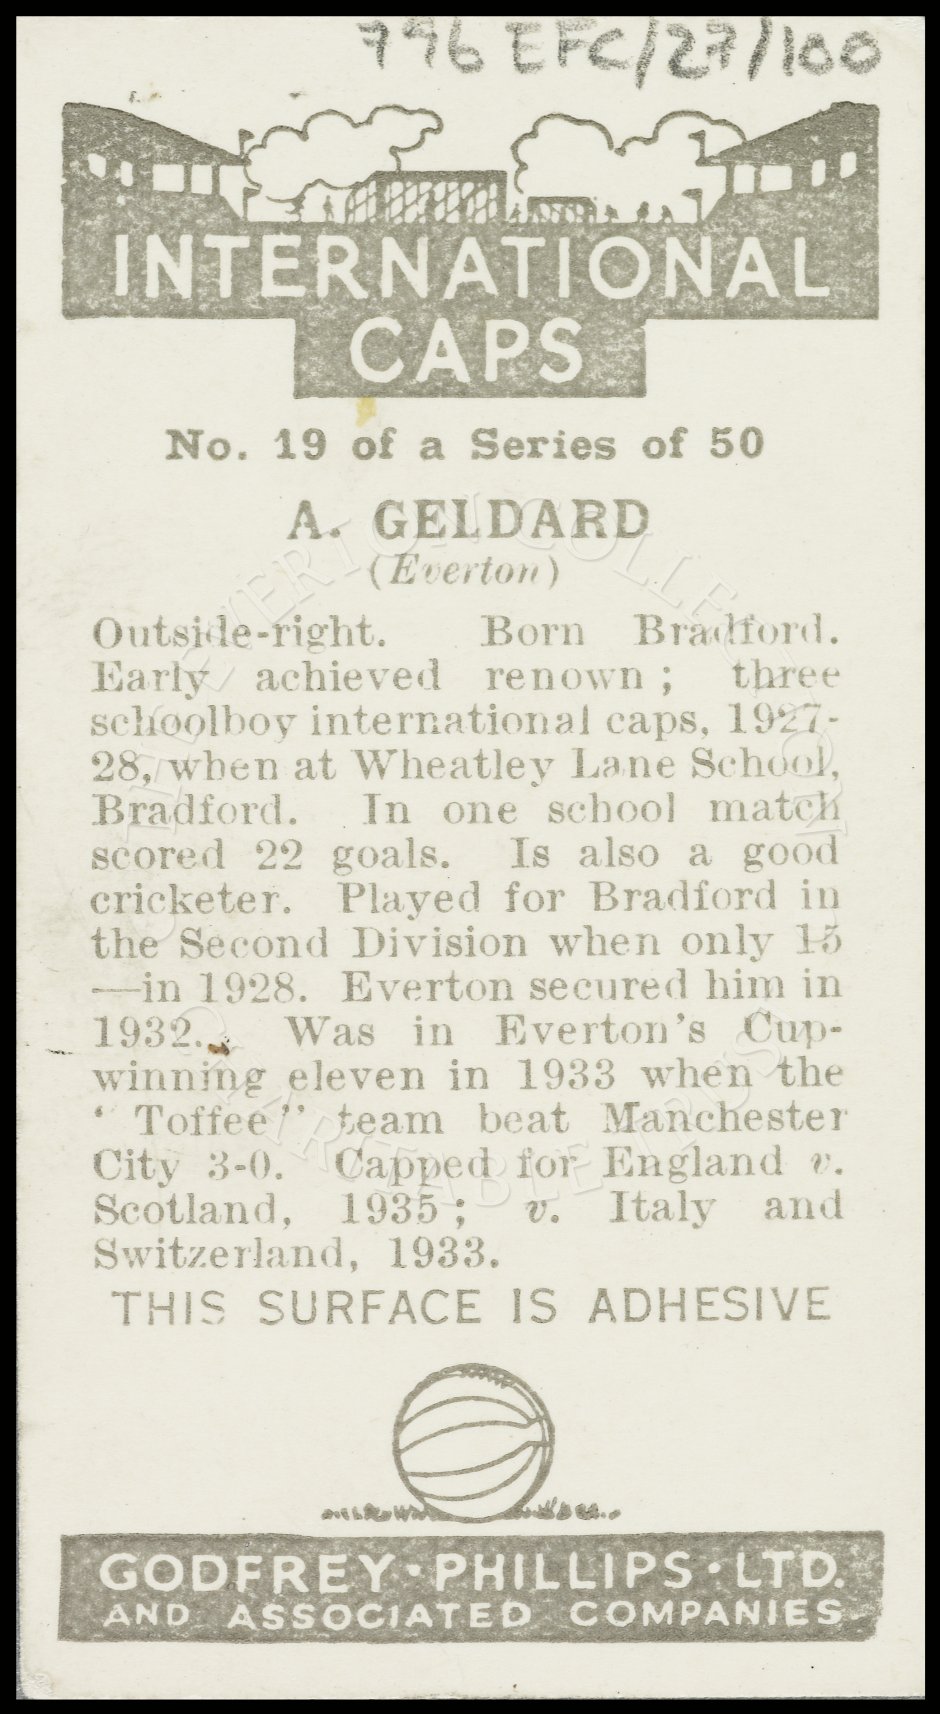 796 EFC/27/100
INTERNATIONAL
CAPS
No. 19 of a Series of 50
A. GELDARD
(Everton)
Outside-right. Born Bradford.
Early achieved renown; three
schoolboy international caps, 1927-
28, when at Wheatley Lane School,
Bradford. In one school match
scored 22 goals. Is also a good
cricketer. Played for Bradford in
the Second Division when only 15
—in 1928. Everton secured him in
1932. Was in Everton's Cup-
winning eleven in 1933 when the
" Toffee" team beat Manchester
City 3-0. Capped for England v.
Scotland, 1935; v. Italy and
Switzerland, 1933.
THIS SURFACE IS ADHESIVE
GODFREY·PHILLIPS·LTD.
AND ASSOCIATED COMPANIES
THE EVERTON COLLECTION
CHARITABLE TRUST